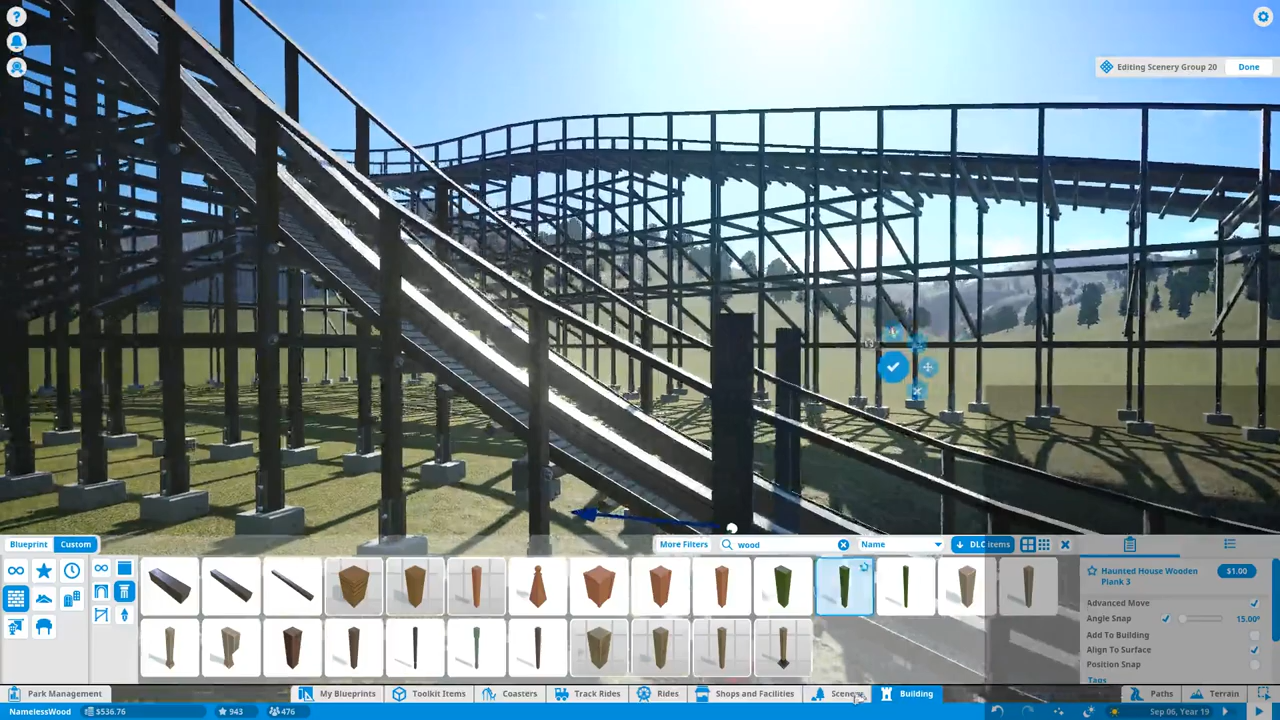 ?
Editing Scenery Group 20 Done
Blueprint Custom More Filters wood Name DLC Items
Haunted House Wooden Plank 3 $1.00
Advanced Move
Angle Snap 15.00°
Add To Building
Align To Surface
Position Snap
Tags
Park Management My Blueprints Toolkit Items Coasters Track Rides Rides Shops and Facilities Scenery Building Paths Terrain
NamelessWood $536.76 943 476 Sep 06, Year 19